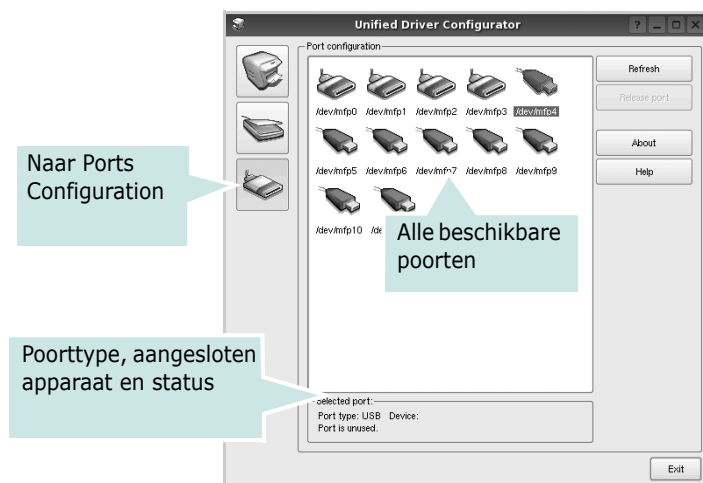 Unified Driver Configurator
Port configuration
/dev/mfp0 /dev/mfp1 /dev/mfp2 /dev/mfp3 /dev/mfp4
/dev/mfp5 /dev/mfp6 /dev/mfp7 /dev/mfp8 /dev/mfp9
/dev/mfp10
Refresh
Release port
About
Help
Naar Ports
Configuration
Alle beschikbare
poorten
Poorttype, aangesloten
apparaat en status
Selected port:
Port type: USB Device:
Port is unused.
Exit